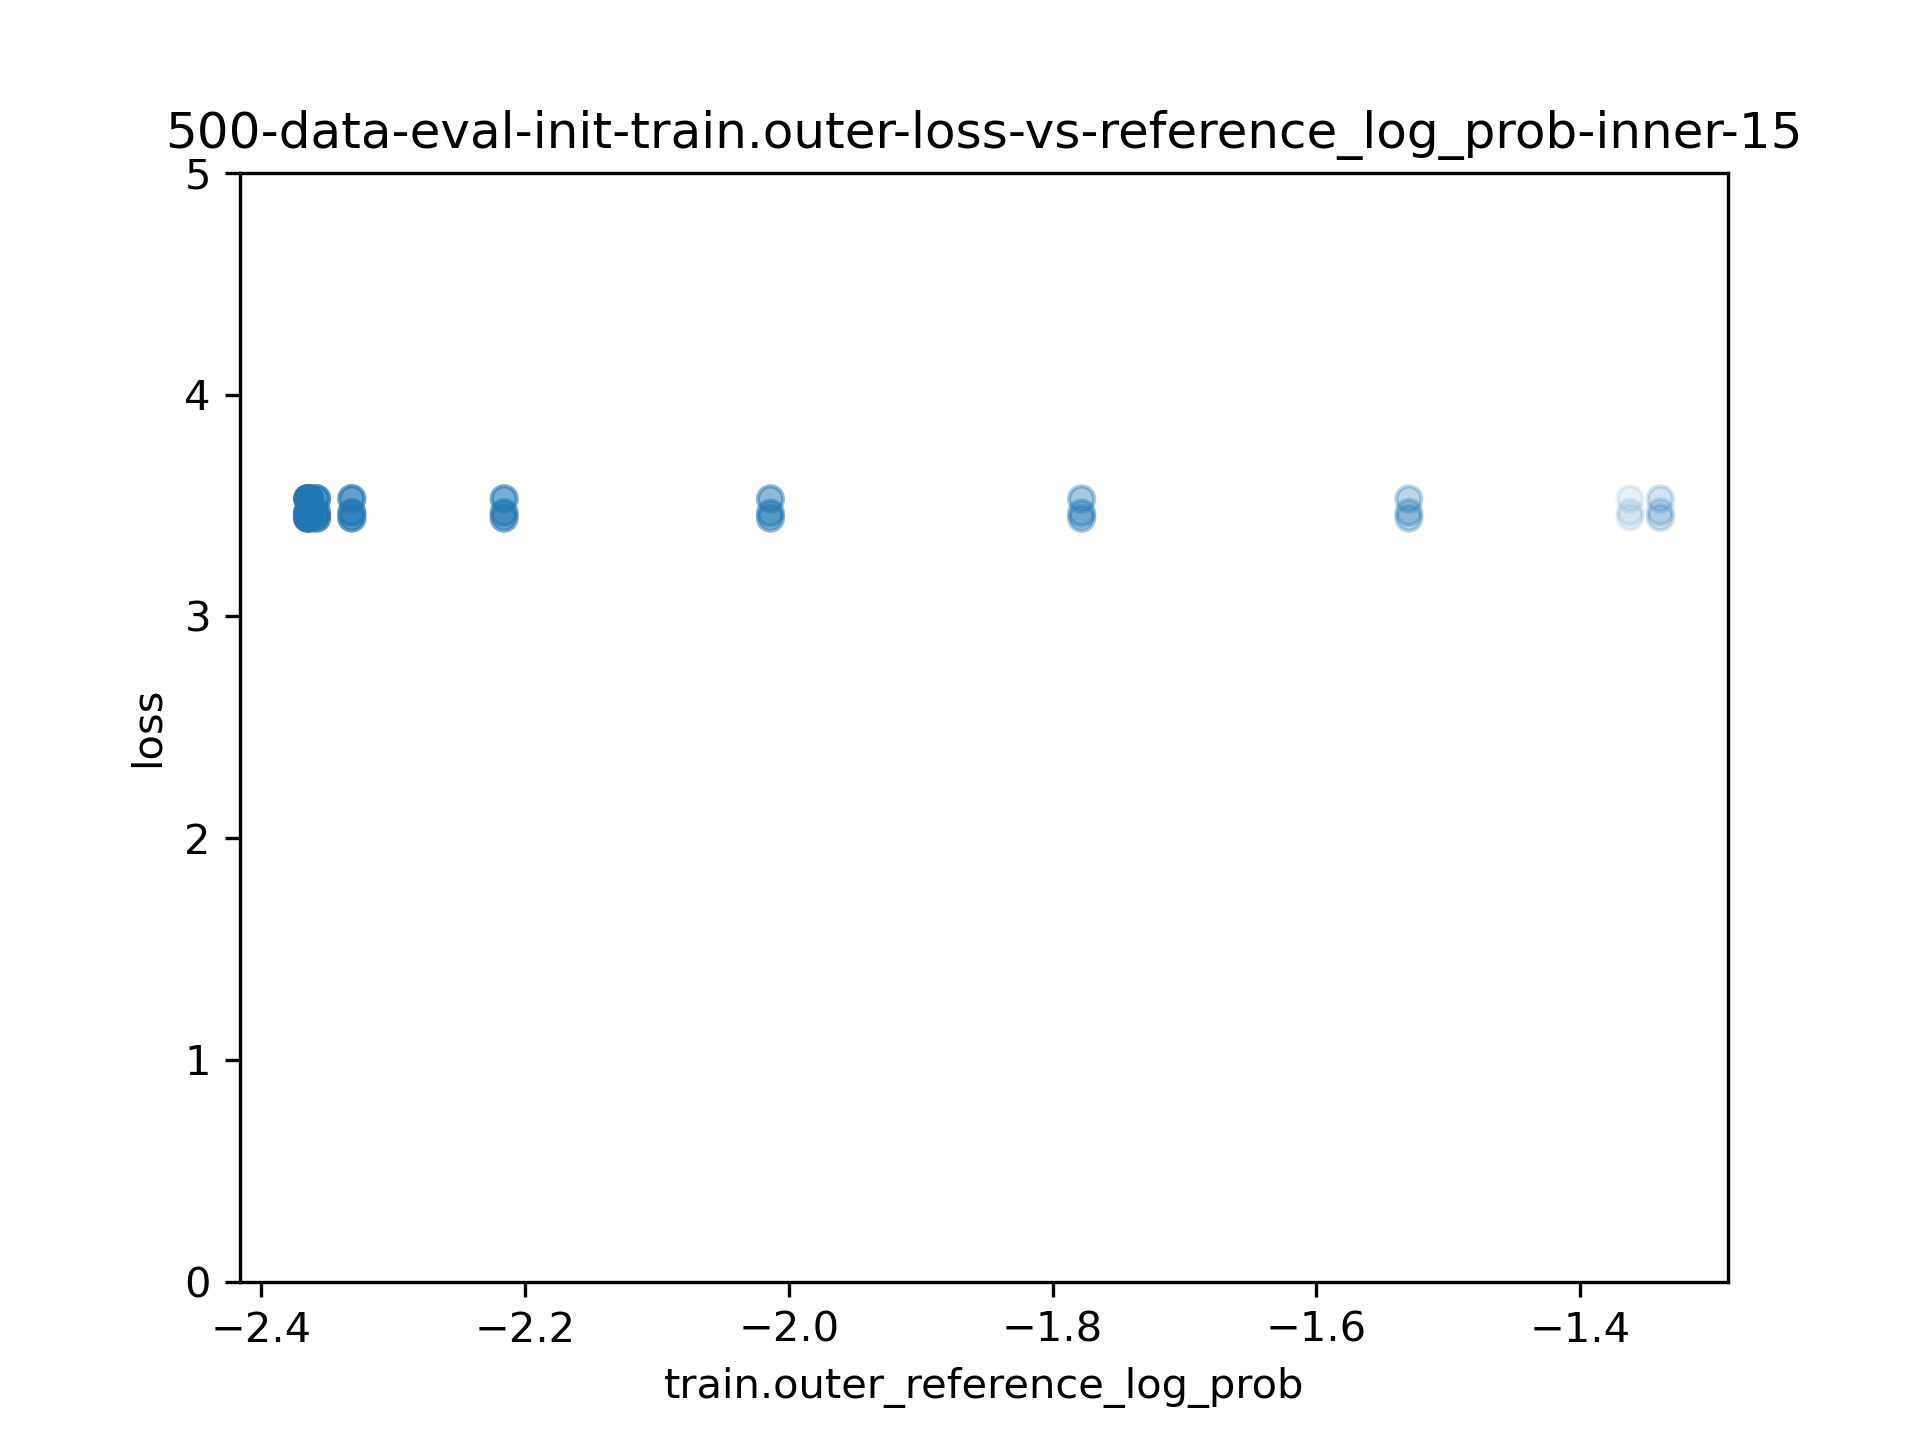 500-data-eval-init-train.outer-loss-vs-reference_log_prob-inner-15
5
4
3
2
1
0
loss
−2.4 −2.2 −2.0 −1.8 −1.6 −1.4
train.outer_reference_log_prob